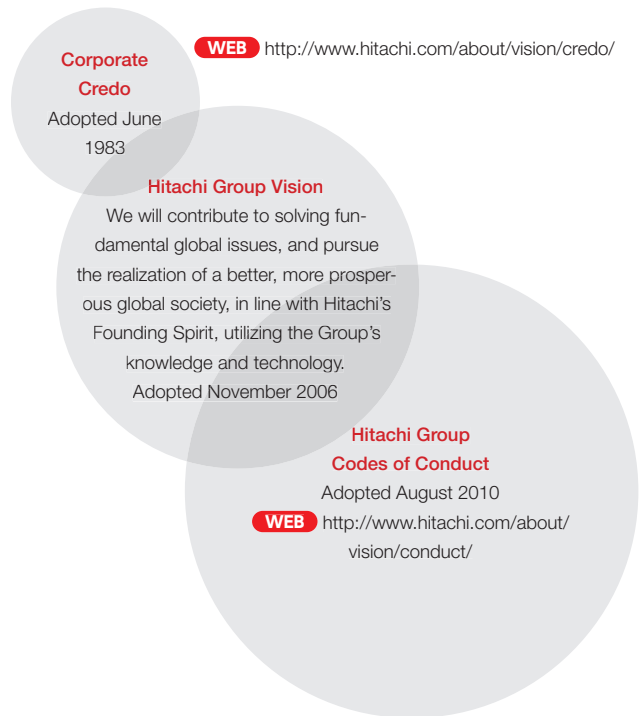 WEB http://www.hitachi.com/about/vision/credo/
Corporate
Credo
Adopted June
1983
Hitachi Group Vision
We will contribute to solving fun-
damental global issues, and pursue
the realization of a better, more prosper-
ous global society, in line with Hitachi’s
Founding Spirit, utilizing the Group’s
knowledge and technology.
Adopted November 2006
Hitachi Group
Codes of Conduct
Adopted August 2010
WEB http://www.hitachi.com/about/
vision/conduct/